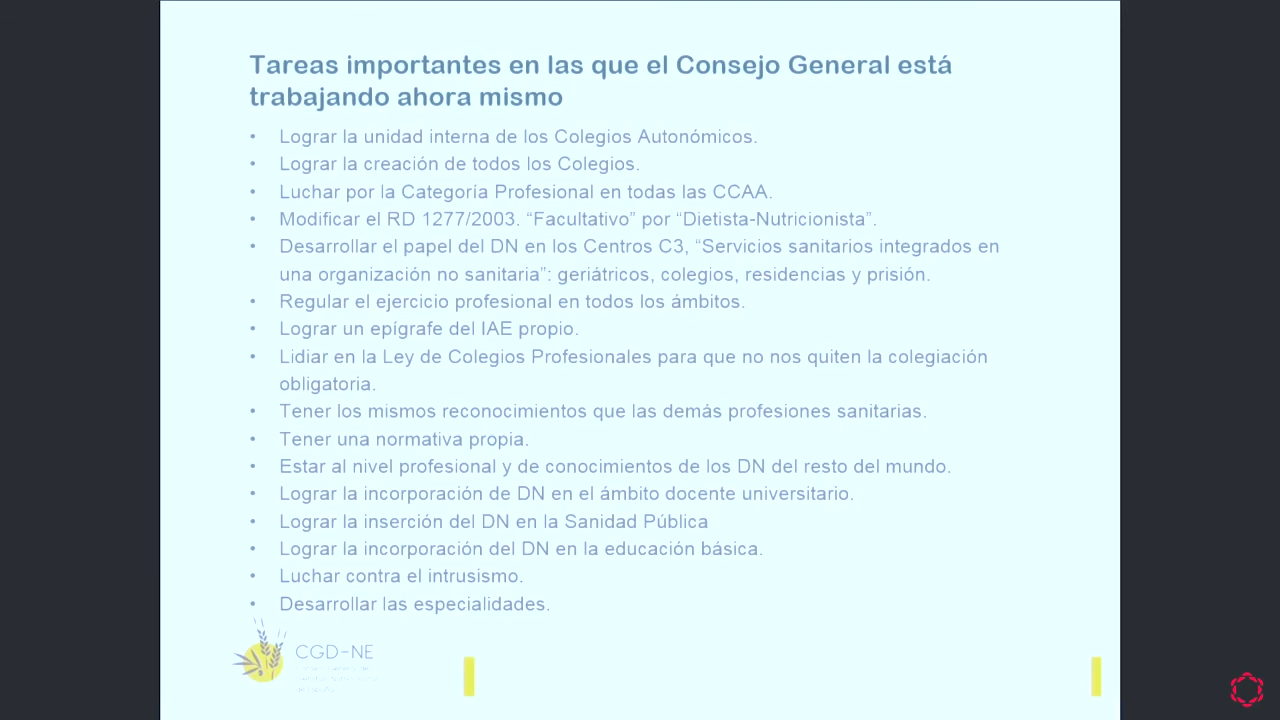 Tareas importantes en las que el Consejo General está
trabajando ahora mismo
• Lograr la unidad interna de los Colegios Autonómicos.
• Lograr la creación de todos los Colegios.
• Luchar por la Categoría Profesional en todas las CCAA.
• Modificar el RD 1277/2003. “Facultativo” por “Dietista-Nutricionista”.
• Desarrollar el papel del DN en los Centros C3, “Servicios sanitarios integrados en
una organización no sanitaria”: geriátricos, colegios, residencias y prisión.
• Regular el ejercicio profesional en todos los ámbitos.
• Lograr un epígrafe del IAE propio.
• Lidiar en la Ley de Colegios Profesionales para que no nos quiten la colegiación
obligatoria.
• Tener los mismos reconocimientos que las demás profesiones sanitarias.
• Tener una normativa propia.
• Estar al nivel profesional y de conocimientos de los DN del resto del mundo.
• Lograr la incorporación de DN en el ámbito docente universitario.
• Lograr la inserción del DN en la Sanidad Pública
• Lograr la incorporación del DN en la educación básica.
• Luchar contra el intrusismo.
• Desarrollar las especialidades.
CGD-NE